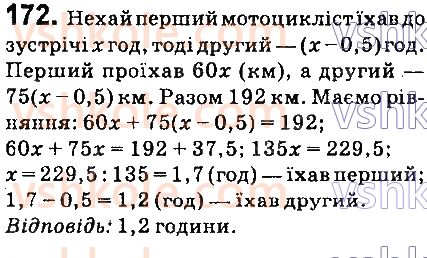 172. Нехай перший мотоцикліст їхав до
зустрічі x год, тоді другий — (x − 0,5) год.
Перший проїхав 60x (км), а другий —
75(x − 0,5) км. Разом 192 км. Маємо рів-
няння: 60x + 75(x − 0,5) = 192;
60x + 75x = 192 + 37,5; 135x = 229,5;
x = 229,5 : 135 = 1,7 (год) — їхав перший;
1,7 − 0,5 = 1,2 (год) — їхав другий.
Відповідь: 1,2 години.